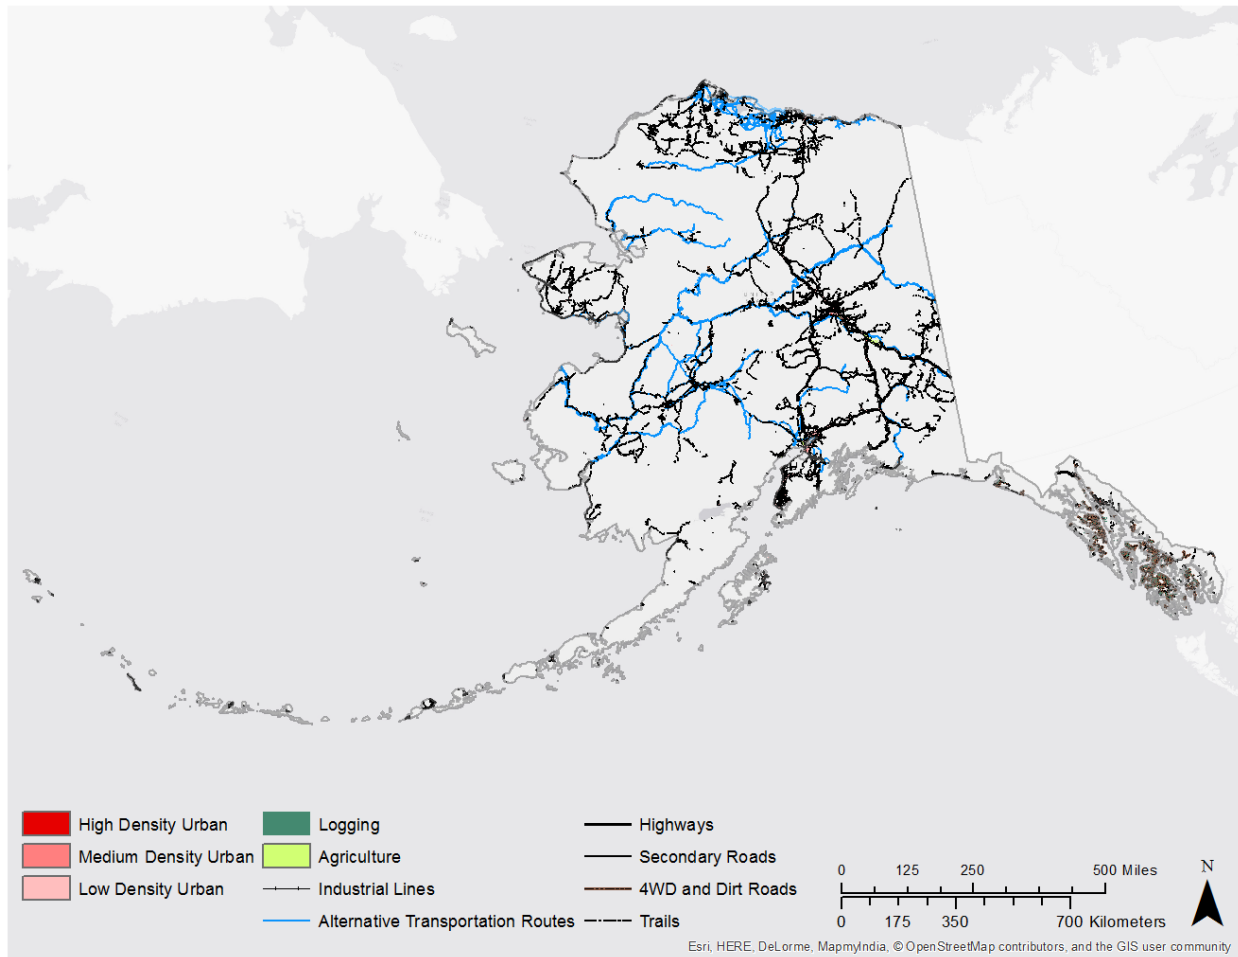 High Density Urban
Medium Density Urban
Low Density Urban
Logging
Agriculture
Industrial Lines
Alternative Transportation Routes
Highways
Secondary Roads
4WD and Dirt Roads
Trails
0 125 250 500 Miles
0 175 350 700 Kilometers
N
Esri, HERE, DeLorme, MapmyIndia, © OpenStreetMap contributors, and the GIS user community